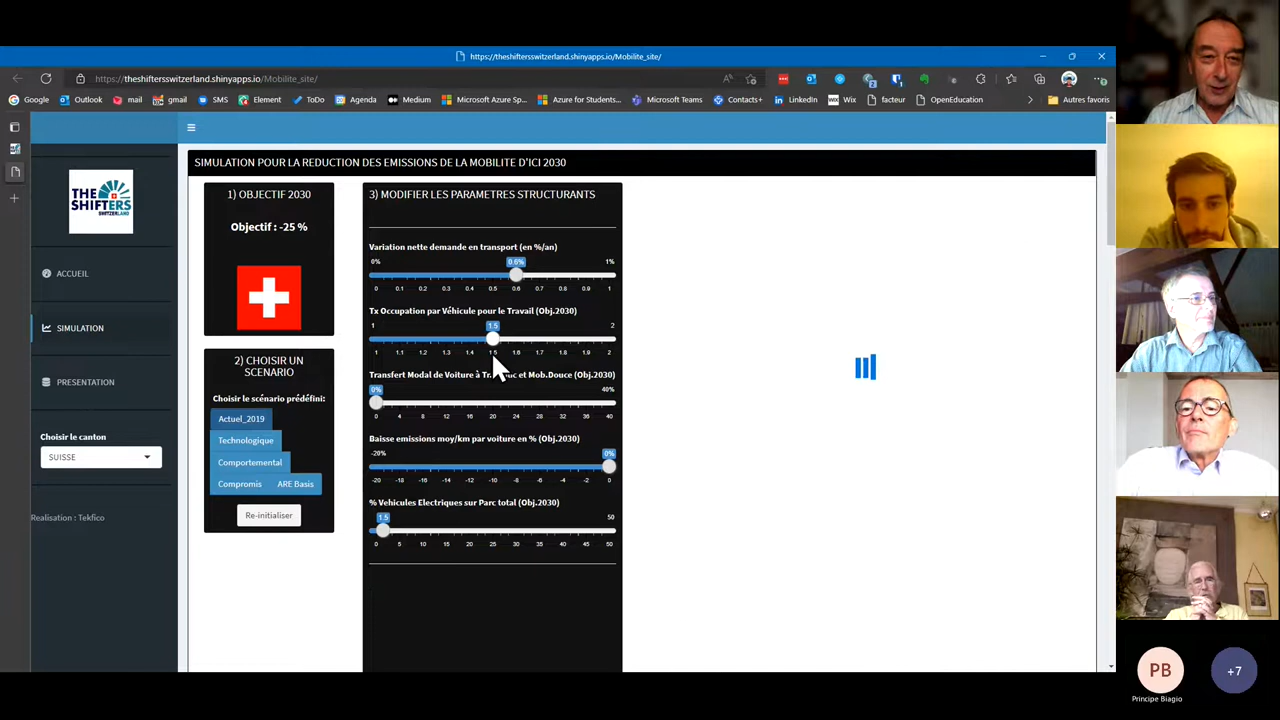 https://theshiftersswitzerland.shinyapps.io/Mobilite_site/
https://theshiftersswitzerland.shinyapps.io/Mobilite_site/
Google
Outlook
mail
gmail
SMS
Element
ToDo
Agenda
Medium
Microsoft Azure Sp...
Azure for Students...
Microsoft Teams
Contacts+
LinkedIn
Wix
facteur
OpenEducation
Autres favoris
THE
SHIFTERS
SWITZERLAND
ACCUEIL
SIMULATION
PRESENTATION
Choisir le canton
SUISSE
Realisation : Tekfico
SIMULATION POUR LA REDUCTION DES EMISSIONS DE LA MOBILITE D'ICI 2030
1) OBJECTIF 2030
Objectif : -25 %
2) CHOISIR UN
SCENARIO
Choisir le scénario prédéfini:
Actuel_2019
Technologique
Comportemental
Compromis ARE Basis
Re-initialiser
3) MODIFIER LES PARAMETRES STRUCTURANTS
Variation nette demande en transport (en %/an)
0% 0.6% 1%
0 0.1 0.2 0.3 0.4 0.5 0.6 0.7 0.8 0.9 1
Tx Occupation par Véhicule pour le Travail (Obj.2030)
1 1.5 2
1 1.1 1.2 1.3 1.4 1.5 1.6 1.7 1.8 1.9 2
Transfert Modal de Voiture à et Mob.Douce (Obj.2030)
0% 40%
0 4 8 12 16 20 24 28 32 36 40
Baisse emissions moy/km par voiture en % (Obj.2030)
-20% 0%
-20 -18 -16 -14 -12 -10 -8 -6 -4 -2 0
% Vehicules Electriques sur Parc total (Obj.2030)
1.5 50
0 5 10 15 20 25 30 35 40 45 50
PB
Principe Biagio
+7